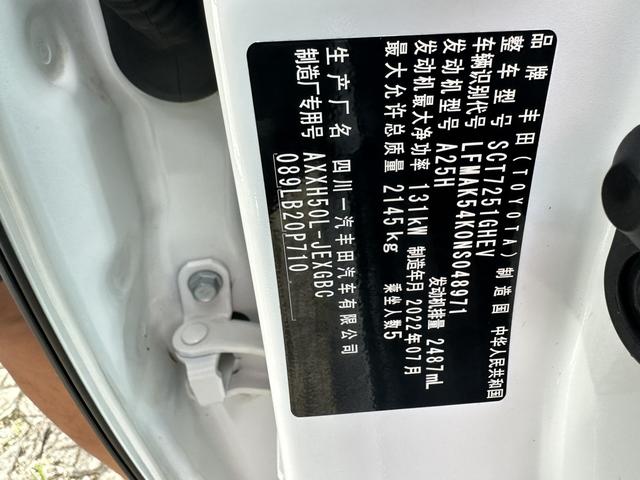 品牌 丰田(TOYOTA) 制造国 中华人民共和国
整车型号 SCT7251GHEV
车辆识别代号 LFMAK54K0NS048971
发动机型号 A25H 发动机排量 2487mL
发动机最大净功率 131kW 制造年月 2022年07月
最大允许总质量 2145kg 乘坐人数5
生产厂名 四川一汽丰田汽车有限公司
制造厂专用号 AXXH50L-JEXGBC
089LB20P710